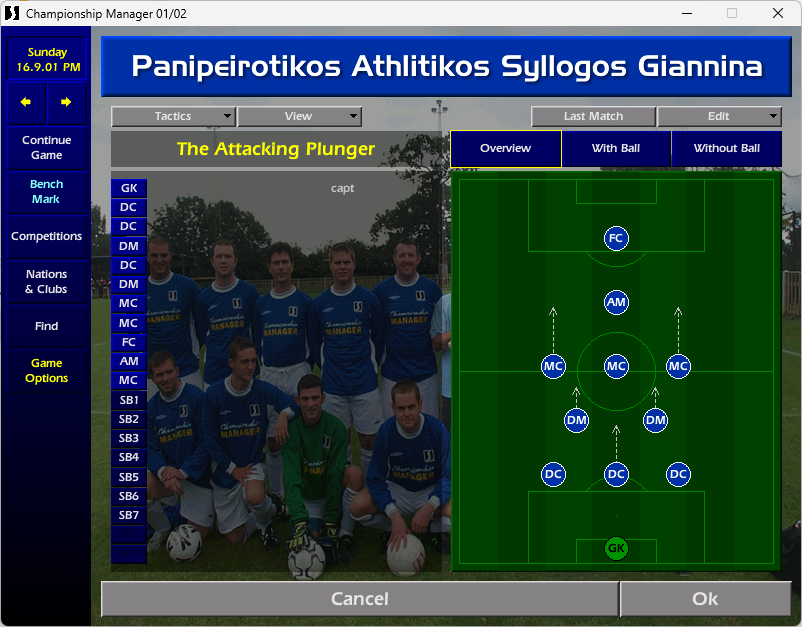 Championship Manager 01/02
Sunday
16.9.01 PM
Continue
Game
Bench
Mark
Competitions
Nations
& Clubs
Find
Game
Options
Panipeirotikos Athlitikos Syllogos Giannina
Tactics
View
Last Match
Edit
The Attacking Plunger
Overview
With Ball
Without Ball
GK
capt
DC
DC
DM
DC
DM
MC
MC
FC
AM
MC
SB1
SB2
SB3
SB4
SB5
SB6
SB7
FC
AM
MC MC MC
DM DM
DC DC DC
GK
Cancel
Ok